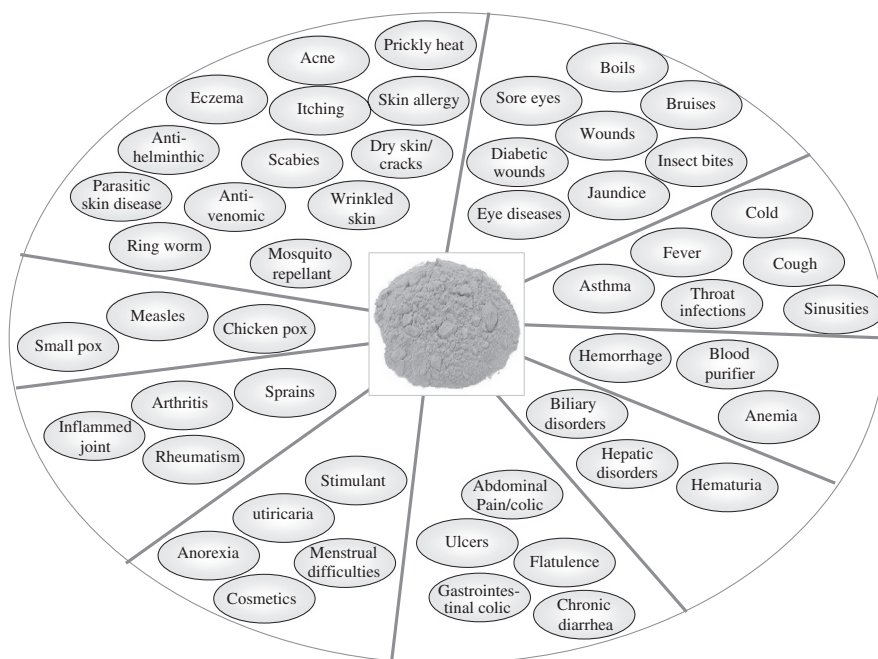 Prickly heat
Acne
Eczema
Itching
Skin allergy
Anti-
helminthic
Scabies
Dry skin/
cracks
Parasitic
skin disease
Anti-
venomic
Wrinkled
skin
Ring worm
Mosquito
repellant
Boils
Sore eyes
Bruises
Wounds
Diabetic
wounds
Insect bites
Jaundice
Eye diseases
Cold
Fever
Cough
Asthma
Throat
infections
Sinusities
Hemorrhage
Blood
purifier
Anemia
Biliary
disorders
Hepatic
disorders
Hematuria
Abdominal
Pain/colic
Ulcers
Flatulence
Gastrointes-
tinal colic
Chronic
diarrhea
Stimulant
utiricaria
Anorexia
Menstrual
difficulties
Cosmetics
Sprains
Arthritis
Inflammed
joint
Rheumatism
Measles
Chicken pox
Small pox